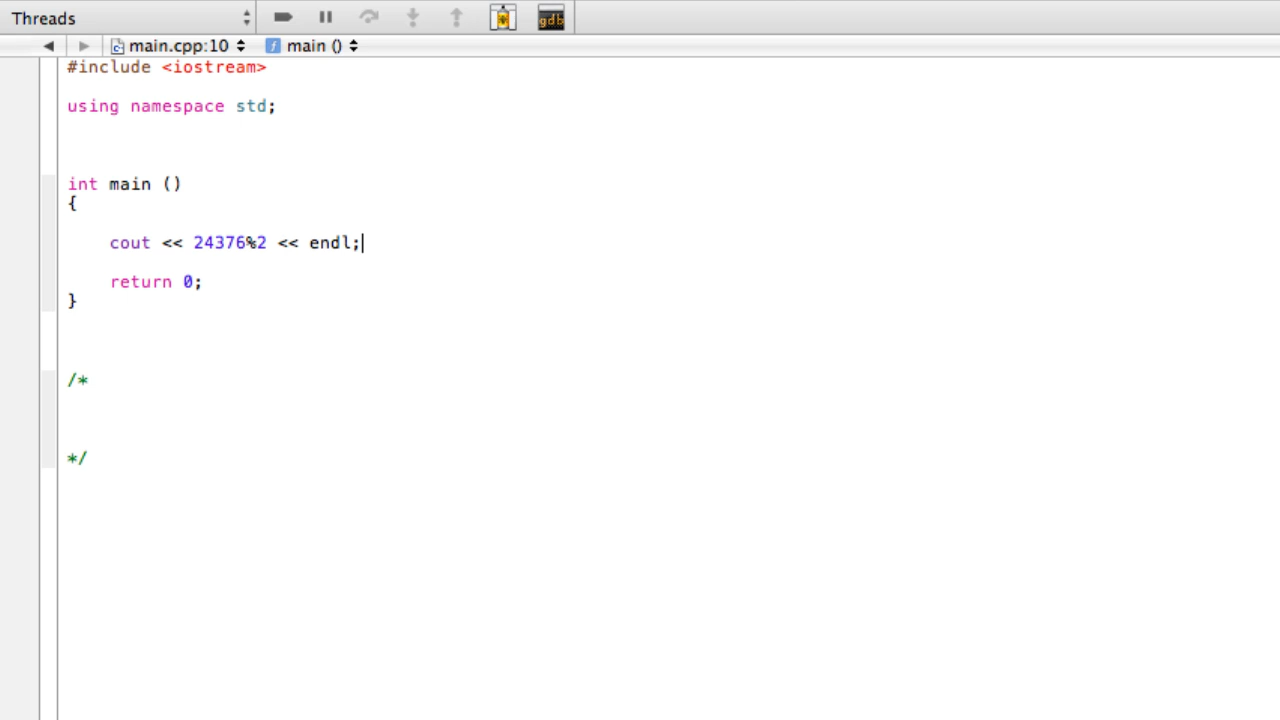 Threads
gdb
main.cpp:10 main ()
#include <iostream>
using namespace std;
int main ()
{
cout << 24376%2 << endl;
return 0;
}
/*
*/